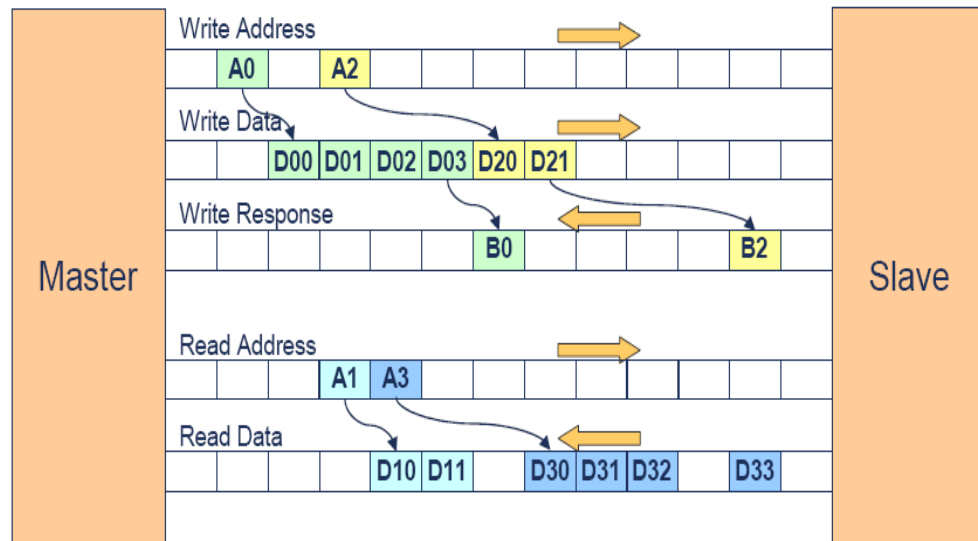 Write Address
A0 A2
Write Data
D00 D01 D02 D03 D20 D21
Write Response
B0 B2
Master
Slave
Read Address
A1 A3
Read Data
D10 D11 D30 D31 D32 D33